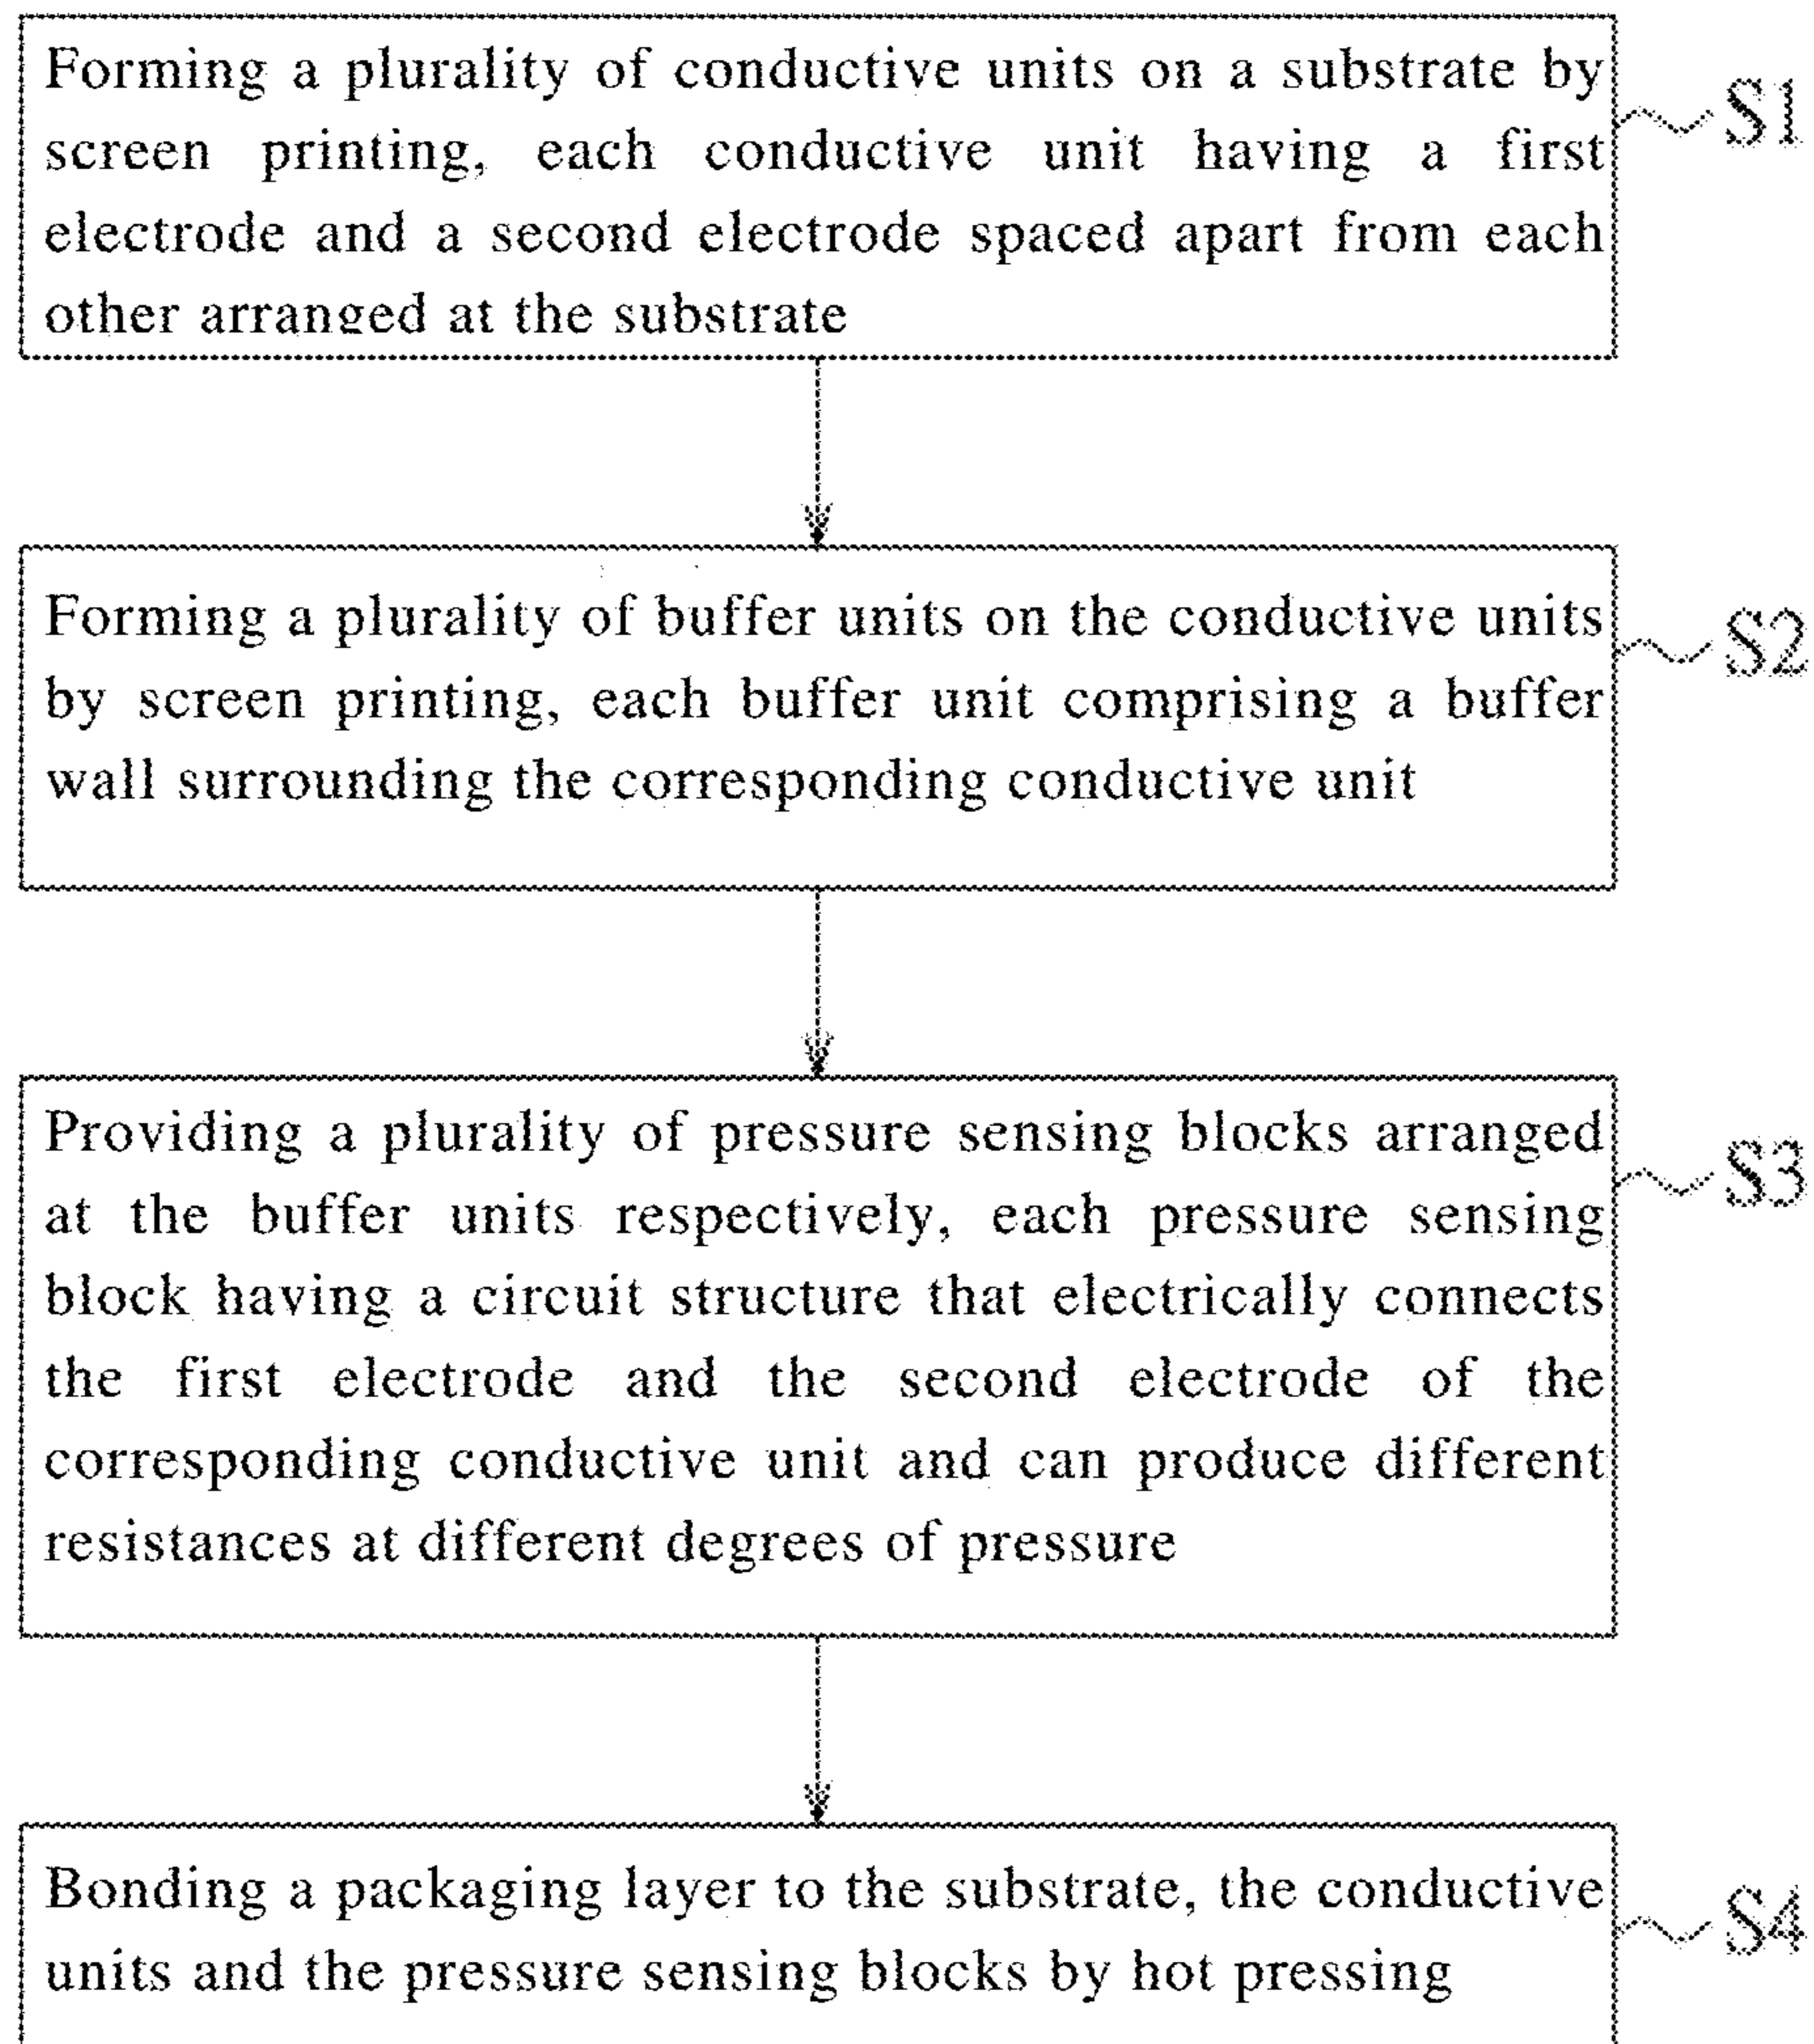 Forming a plurality of conductive units on a substrate by
screen printing, each conductive unit having a first
electrode and a second electrode spaced apart from each
other arranged at the substrate
S1
Forming a plurality of buffer units on the conductive units
by screen printing, each buffer unit comprising a buffer
wall surrounding the corresponding conductive unit
S2
Providing a plurality of pressure sensing blocks arranged
at the buffer units respectively, each pressure sensing
block having a circuit structure that electrically connects
the first electrode and the second electrode of the
corresponding conductive unit and can produce different
resistances at different degrees of pressure
S3
Bonding a packaging layer to the substrate, the conductive
units and the pressure sensing blocks by hot pressing
S4